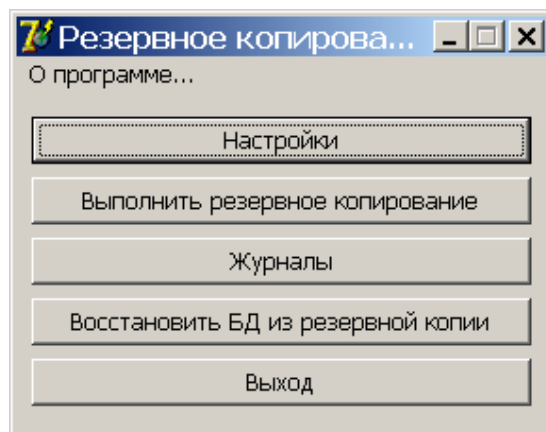 Резервное копирова...
О программе...
Настройки
Выполнить резервное копирование
Журналы
Восстановить БД из резервной копии
Выход